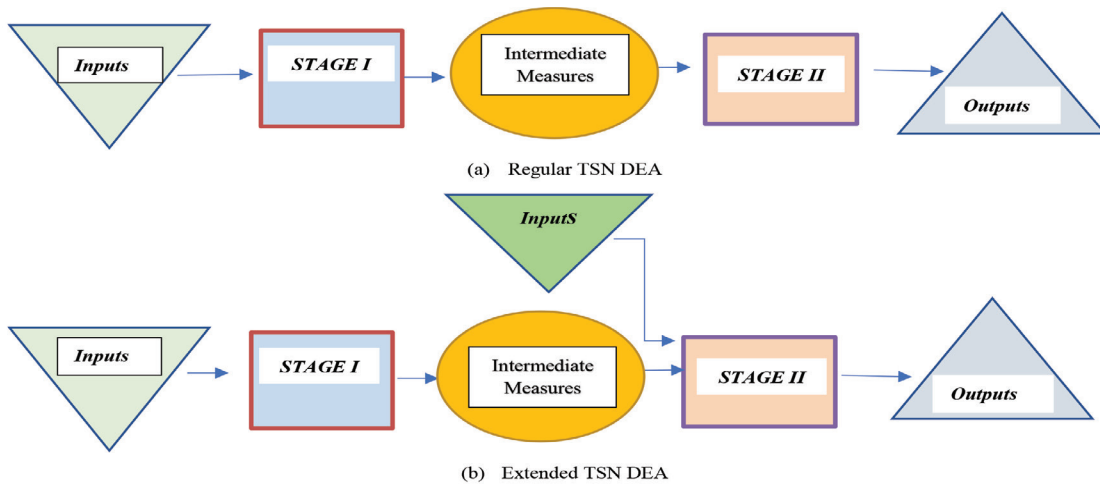 Inputs
STAGE I
Intermediate
Measures
STAGE II
Outputs
(a) Regular TSN DEA
InputS
Inputs
STAGE I
Intermediate
Measures
STAGE II
Outputs
(b) Extended TSN DEA